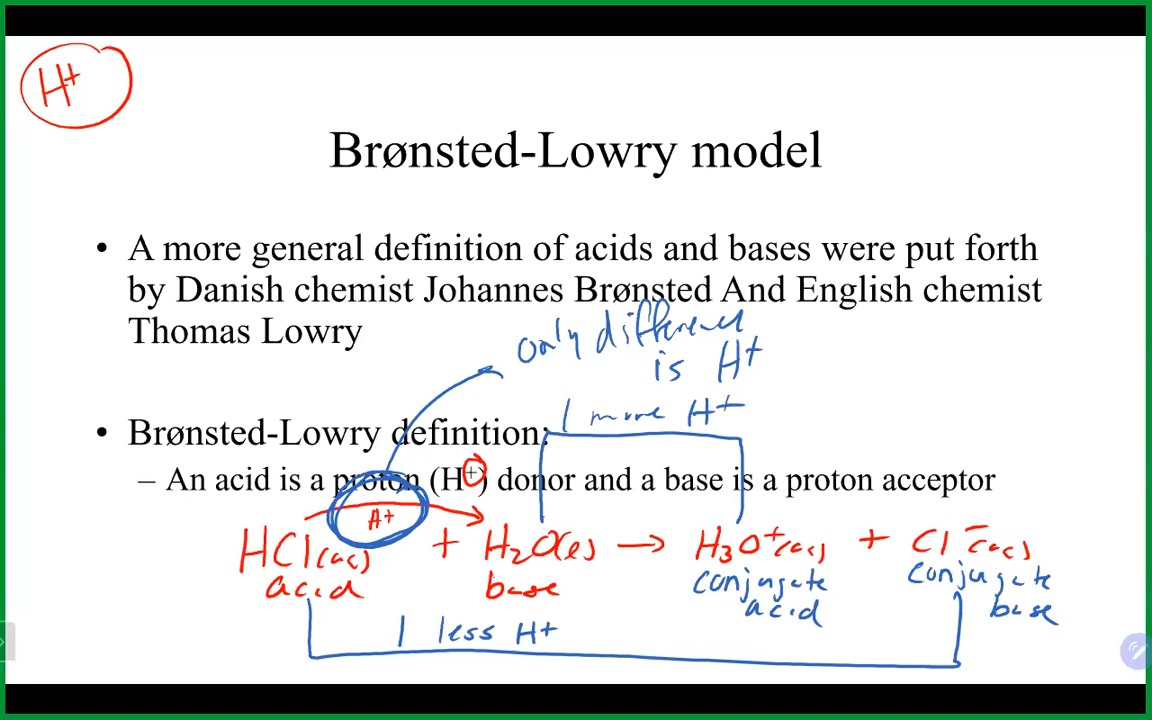 H+
Brønsted-Lowry model
• A more general definition of acids and bases were put forth
by Danish chemist Johannes Brønsted And English chemist
Thomas Lowry
only difference
is H+
1 more H+
• Brønsted-Lowry definition:
– An acid is a proton (H+) donor and a base is a proton acceptor
H+
HCl(aq) + H₂O(l) → H₃O+(aq) + Cl-(aq)
acid base conjugate acid conjugate base
1 less H+